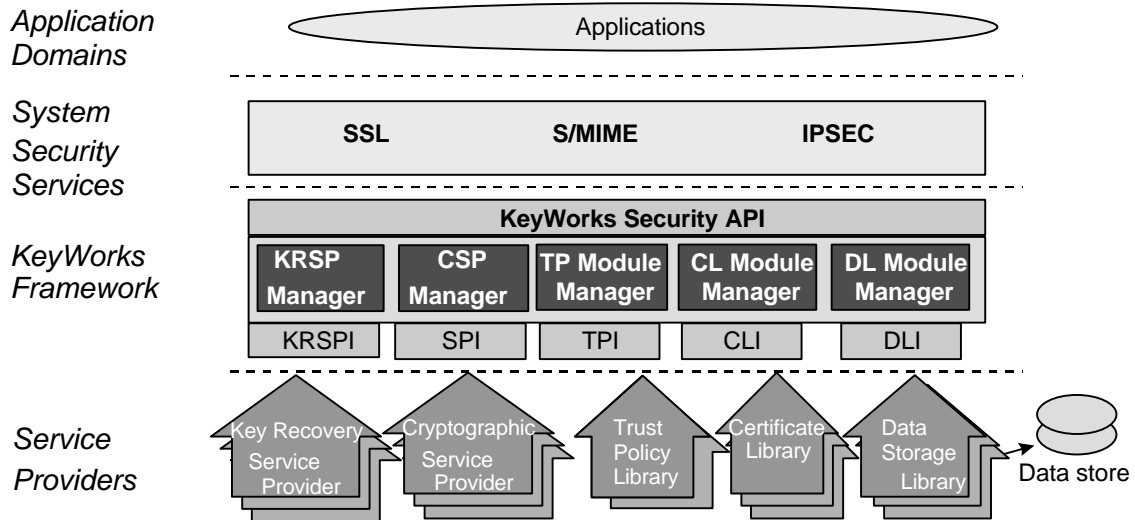 Application
Domains
Applications
System
Security
Services
SSL
S/MIME
IPSEC
KeyWorks
Framework
KeyWorks Security API
KRSP
Manager
CSP
Manager
TP Module
Manager
CL Module
Manager
DL Module
Manager
KRSPI
SPI
TPI
CLI
DLI
Service
Providers
Key Recovery
Service
Provider
Cryptographic
Service
Provider
Trust
Policy
Library
Certificate
Library
Data
Storage
Library
Data store